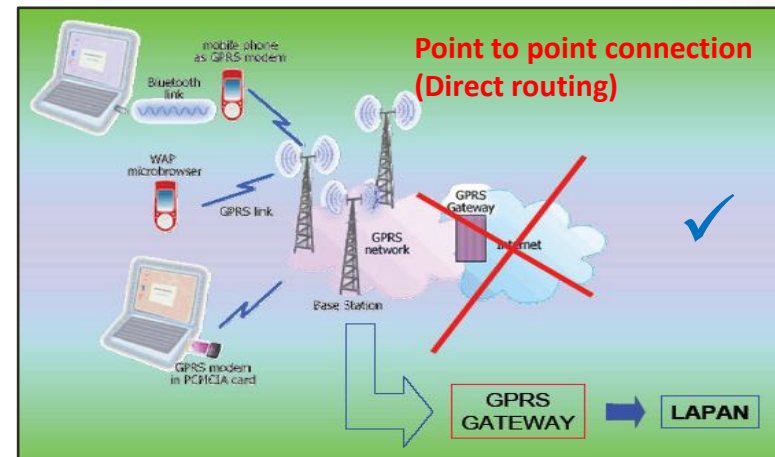 Point to point connection
(Direct routing)
mobile phone
as GPRS modem
Bluetooth
link
WAP
microbrowser
GPRS link
GPRS
network
GPRS
Gateway
Internet
Base Station
GPRS modem
in PCMCIA card
GPRS
GATEWAY
LAPAN